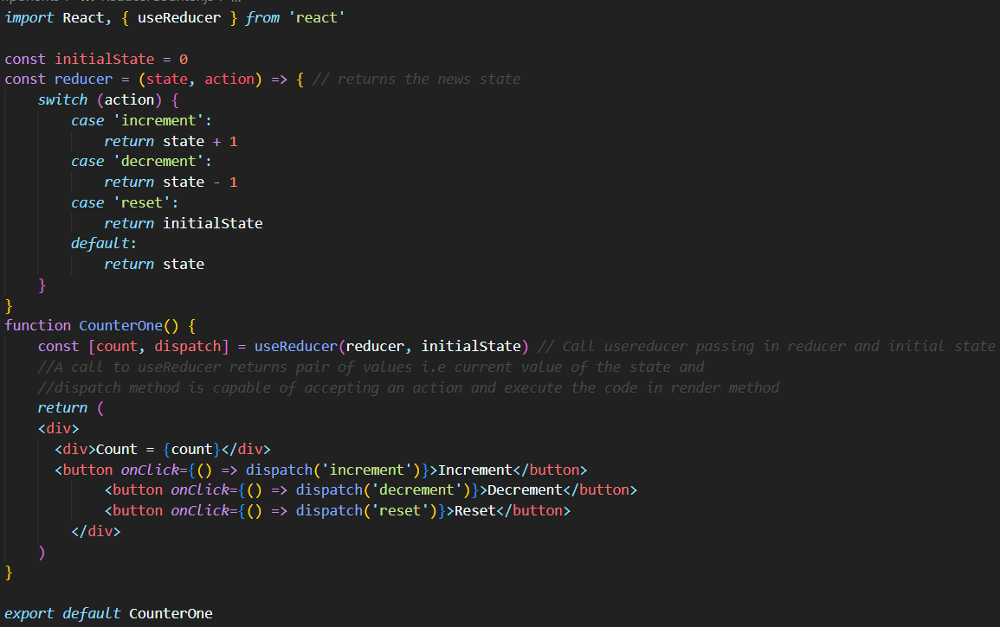 import React, { useReducer } from 'react'
const initialState = 0
const reducer = (state, action) => { // returns the news state
switch (action) {
case 'increment':
return state + 1
case 'decrement':
return state - 1
case 'reset':
return initialState
default:
return state
}
}
function CounterOne() {
const [count, dispatch] = useReducer(reducer, initialState) // Call usereducer passing in reducer and initial state
//A call to useReducer returns pair of values i.e current value of the state and
//dispatch method is capable of accepting an action and execute the code in render method
return (
<div>
<div>Count = {count}</div>
<button onClick={() => dispatch('increment')}>Increment</button>
<button onClick={() => dispatch('decrement')}>Decrement</button>
<button onClick={() => dispatch('reset')}>Reset</button>
</div>
)
}
export default CounterOne